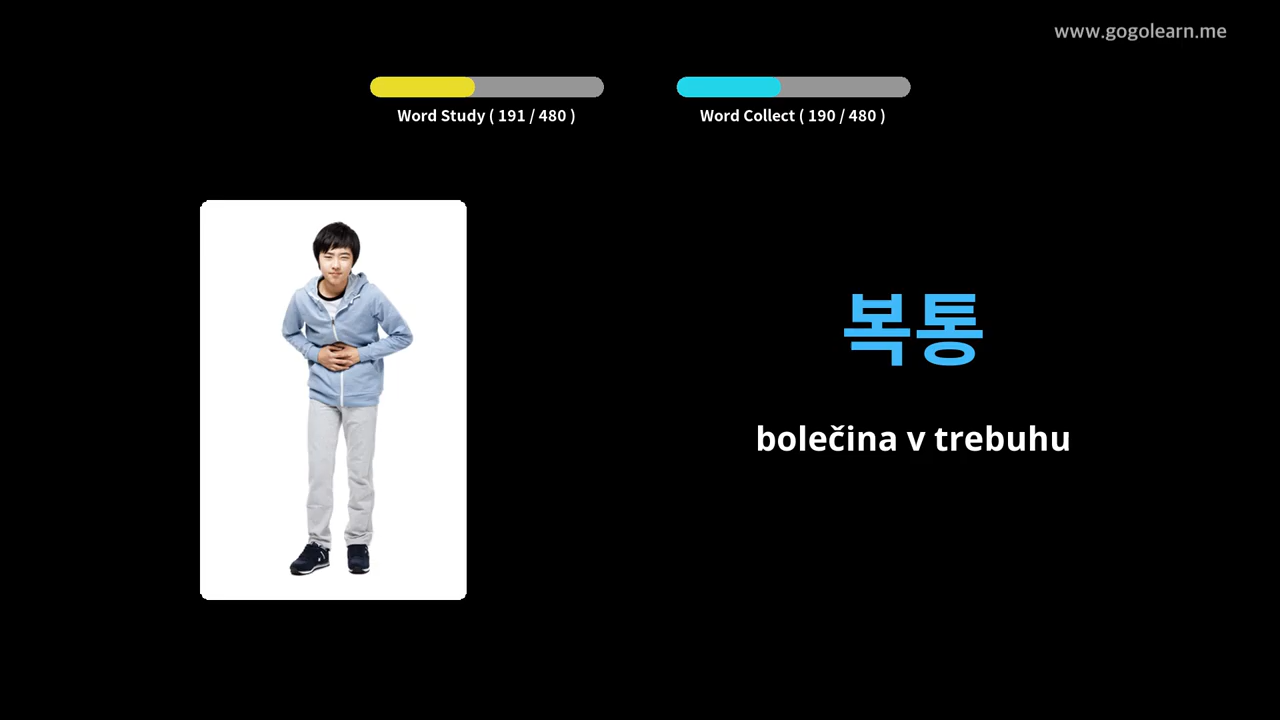 www.gogolearn.me
Word Study ( 191 / 480 )
Word Collect ( 190 / 480 )
복통
bolečina v trebuhu